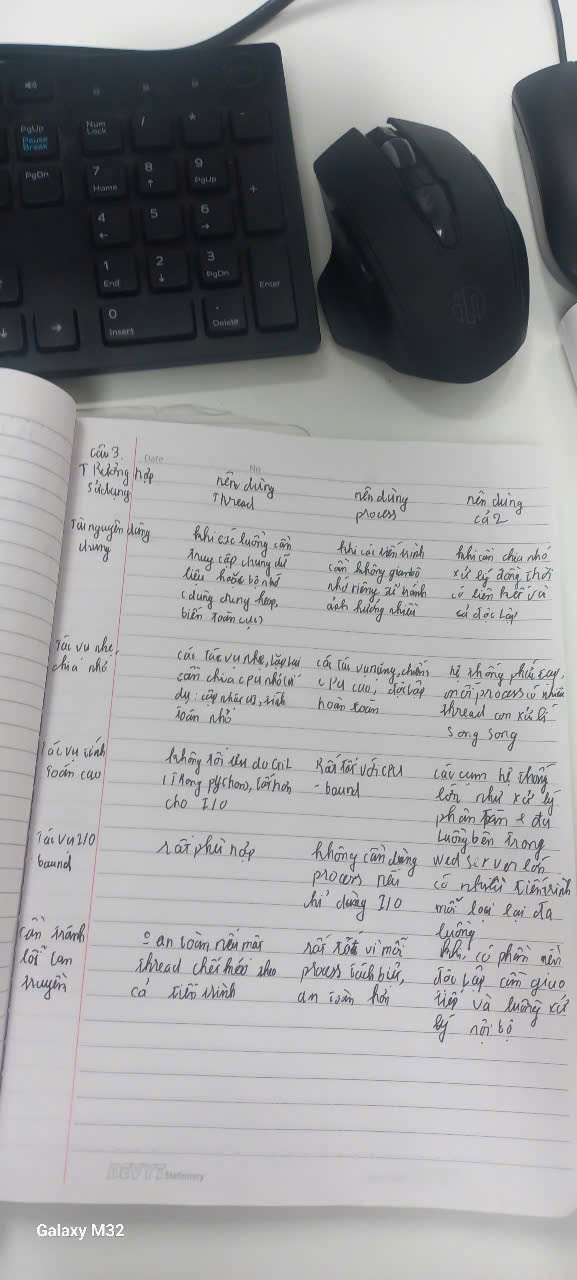 PgUp
Pause
Break
Num
Lock
/
*
-
PgDn
7
Home
8
9
PgUp
+
4
5
6
1
End
2
3
PgDn
Enter
0
Insert
.
Delete
hp
Câu 3.
Date
No
Trường hợp
sử dụng
nên dùng
Thread
nên dùng
process
nên dùng
cả 2
Tài nguyên dùng
chung
khi các luồng cần
truy cập chung dữ
liệu hoặc bộ nhớ
(dùng chung heap,
biến toàn cục)
khi các tiến trình
cần không gian bộ
nhớ riêng, tránh
ảnh hưởng nhiều
khi cần chia nhỏ
xử lý đồng thời
có liên hệ và
cả độc lập
Tác vụ nhẹ,
chia nhỏ
các tác vụ nhẹ, lặp lại
cần chia cpu nhỏ (ví
dụ: cập nhật UI, tính
toán nhỏ
các tác vụ nặng, chiếm
CPU cao, độc lập
hoàn toàn
hệ thống phức tạp,
mỗi process có nhiều
thread con xử lí
song song
Tác vụ tính
toán cao
không tối ưu do GIL
(trong python), tốt hơn
cho I/O
Rất tốt với CPU
- bound
các cụm hệ thống
lớn như xử lý
phân tán + đa
luồng bên trong
Tác vụ I/O
bound
rất phù hợp
không cần dùng
process nếu
chỉ dùng I/O
wed server lớn
có nhiều tiến trình
mỗi loại lại đa
luồng
cần tránh
lỗi lan
truyền
an toàn nếu một
thread chết kéo theo
cả tiến trình
rất tốt vì mỗi
process tách biệt,
an toàn hơn
khi có phần nên
độc lập cần giao
tiếp và luồng xử
lý nội bộ
DEVYT Stationery
Galaxy M32